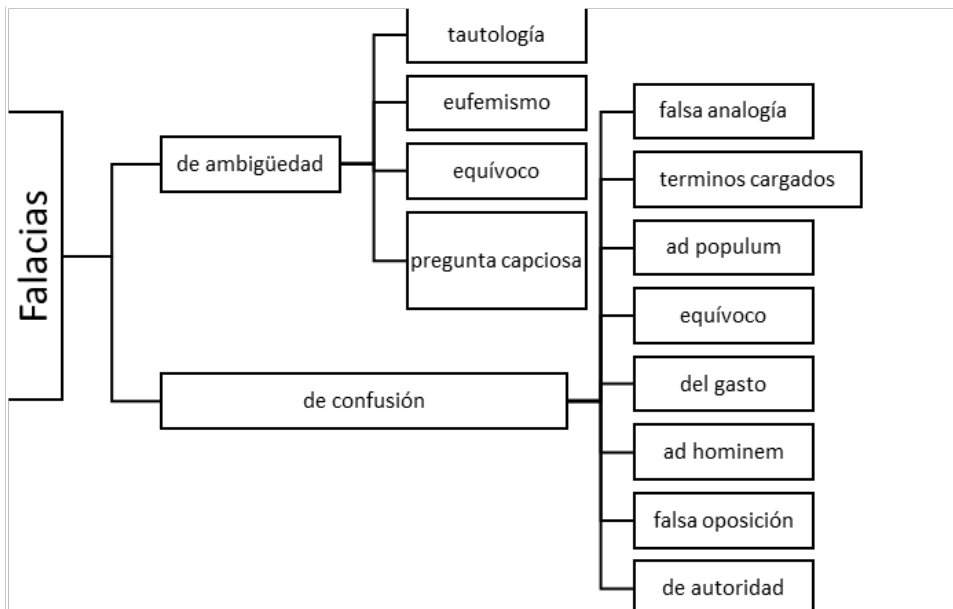 Falacias
de ambigüedad
tautología
eufemismo
equívoco
pregunta capciosa
de confusión
falsa analogía
terminos cargados
ad populum
equívoco
del gasto
ad hominem
falsa oposición
de autoridad